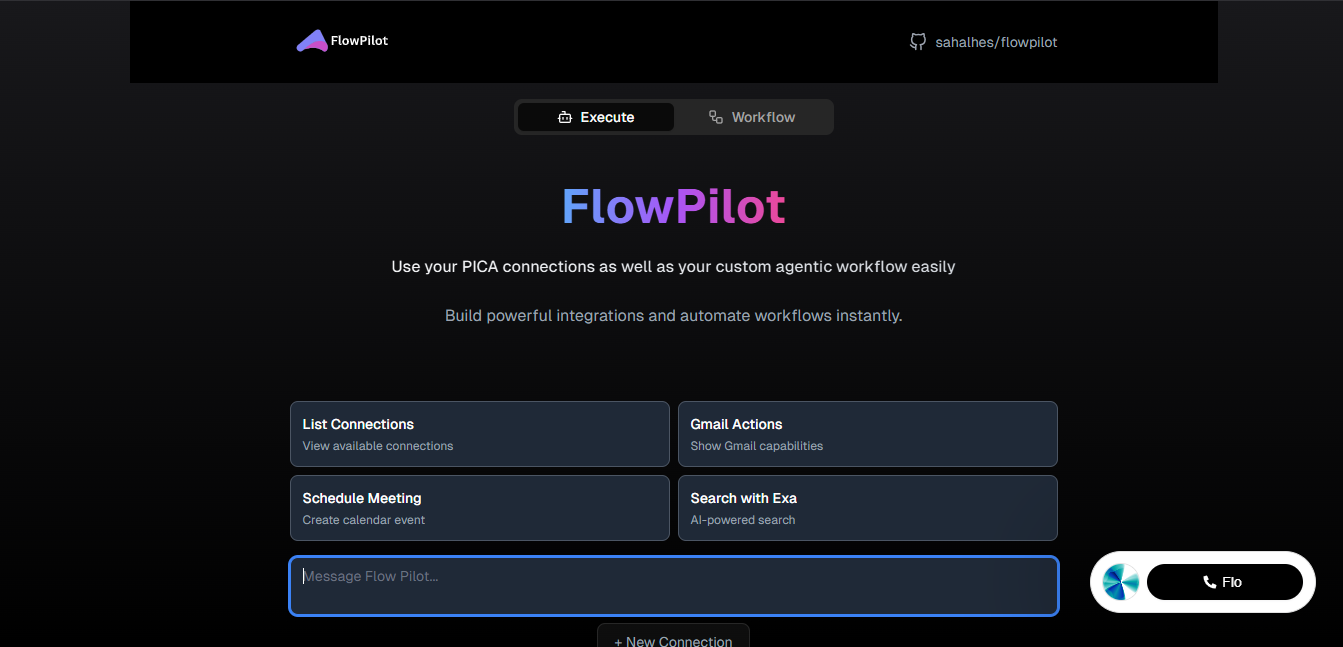 FlowPilot
sahalhes/flowpilot
Execute
Workflow
FlowPilot
Use your PICA connections as well as your custom agentic workflow easily
Build powerful integrations and automate workflows instantly.
List Connections
View available connections
Gmail Actions
Show Gmail capabilities
Schedule Meeting
Create calendar event
Search with Exa
AI-powered search
Message Flow Pilot...
Flo
+ New Connection